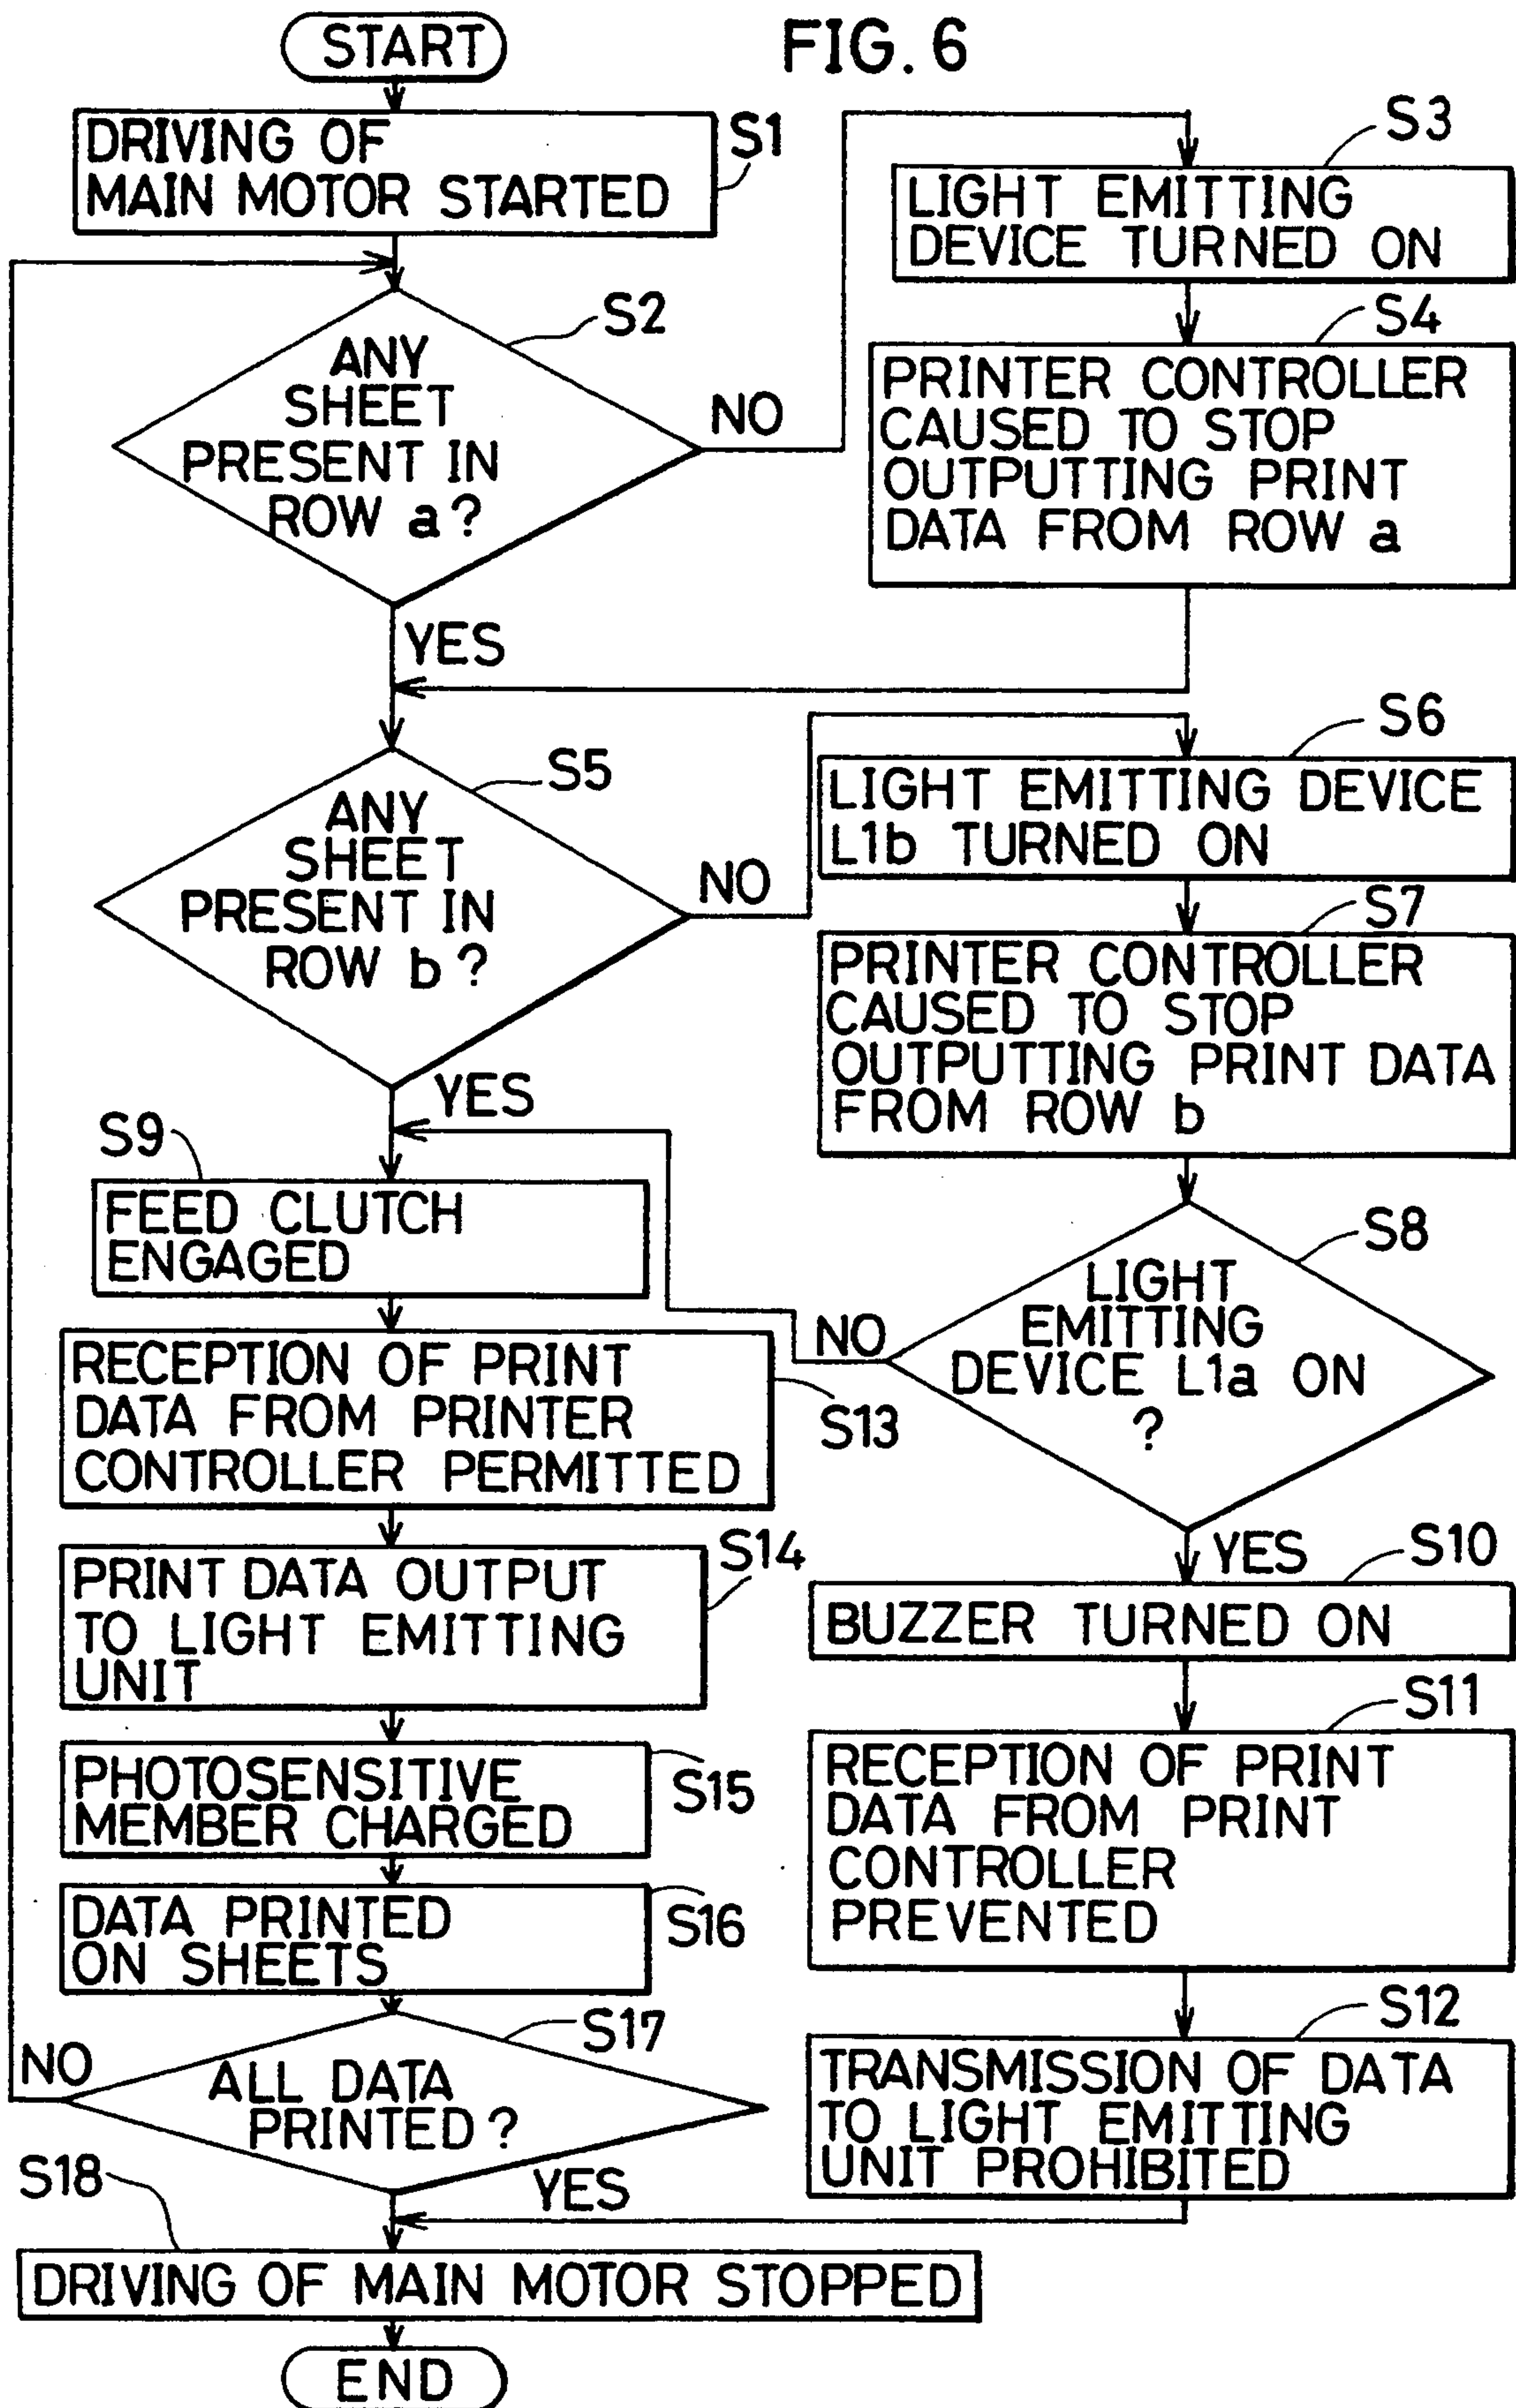 FIG. 6
START
DRIVING OF
MAIN MOTOR STARTED
S1
ANY
SHEET
PRESENT IN
ROW a?
S2
NO
YES
LIGHT EMITTING
DEVICE TURNED ON
S3
PRINTER CONTROLLER
CAUSED TO STOP
OUTPUTTING PRINT
DATA FROM ROW a
S4
ANY
SHEET
PRESENT IN
ROW b?
S5
NO
YES
LIGHT EMITTING DEVICE
L1b TURNED ON
S6
PRINTER CONTROLLER
CAUSED TO STOP
OUTPUTTING PRINT DATA
FROM ROW b
S7
LIGHT
EMITTING
DEVICE L1a ON
?
S8
NO
YES
FEED CLUTCH
ENGAGED
S9
BUZZER TURNED ON
S10
RECEPTION OF PRINT
DATA FROM PRINT
CONTROLLER
PREVENTED
S11
TRANSMISSION OF DATA
TO LIGHT EMITTING
UNIT PROHIBITED
S12
RECEPTION OF PRINT
DATA FROM PRINTER
CONTROLLER PERMITTED
S13
PRINT DATA OUTPUT
TO LIGHT EMITTING
UNIT
S14
PHOTOSENSITIVE
MEMBER CHARGED
S15
DATA PRINTED
ON SHEETS
S16
ALL DATA
PRINTED?
S17
NO
YES
S18
DRIVING OF MAIN MOTOR STOPPED
END